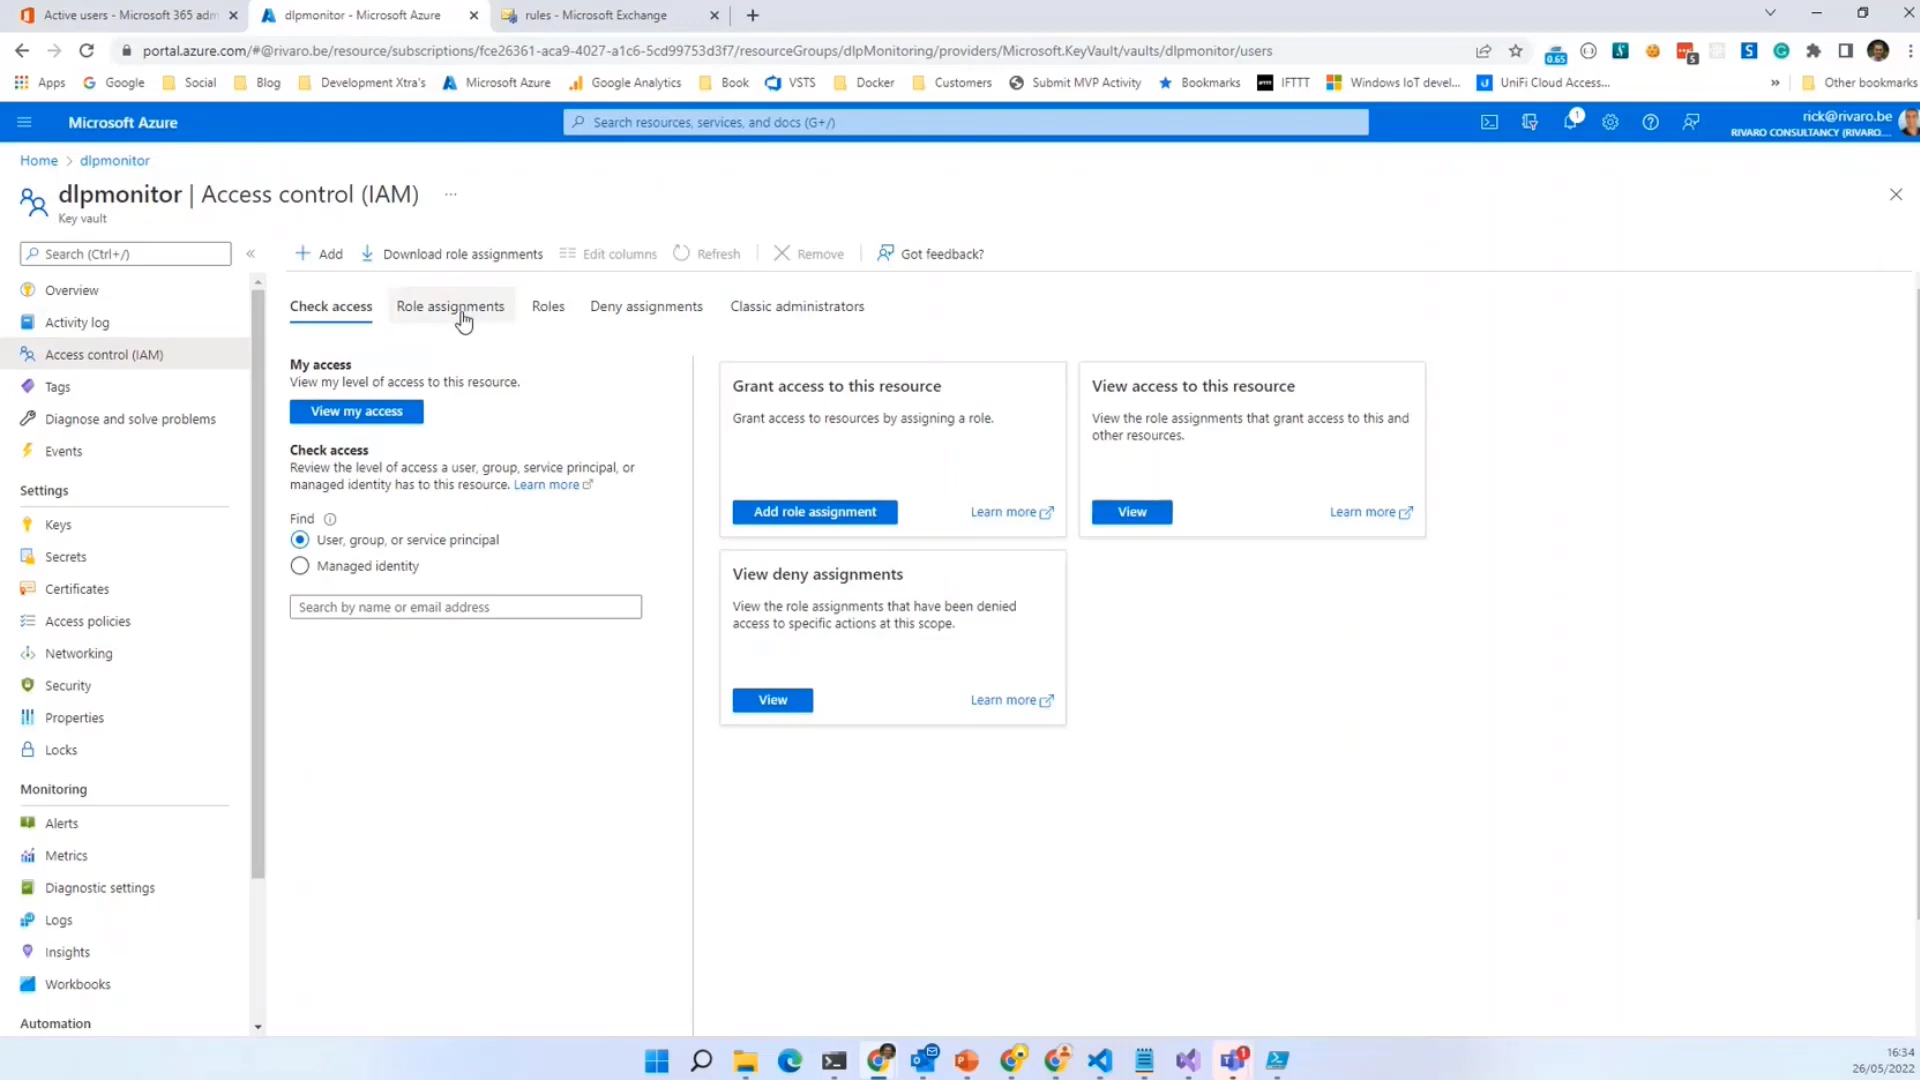 Active users - Microsoft 365 adm
dlpmonitor - Microsoft Azure
rules - Microsoft Exchange
portal.azure.com/#@rivaro.be/resource/subscriptions/fce26361-aca9-4027-a1c6-5cd99753d3f7/resourceGroups/dlpMonitoring/providers/Microsoft.KeyVault/vaults/dlpmonitor/users
0.65
5
Apps
Google
Social
Blog
Development Xtra's
Microsoft Azure
Google Analytics
Book
VSTS
Docker
Customers
Submit MVP Activity
Bookmarks
IFTTT
Windows IoT devel...
UniFi Cloud Access...
»
Other bookmarks
Microsoft Azure
Search resources, services, and docs (G+/)
1
rick@rivaro.be
RIVARO CONSULTANCY (RIVARO....
Home > dlpmonitor
dlpmonitor | Access control (IAM) ...
Key vault
Search (Ctrl+/)
«
Add
Download role assignments
Edit columns
Refresh
Remove
Got feedback?
Overview
Activity log
Access control (IAM)
Tags
Diagnose and solve problems
Events
Settings
Keys
Secrets
Certificates
Access policies
Networking
Security
Properties
Locks
Monitoring
Alerts
Metrics
Diagnostic settings
Logs
Insights
Workbooks
Automation
Check access
Role assignments
Roles
Deny assignments
Classic administrators
My access
View my level of access to this resource.
View my access
Check access
Review the level of access a user, group, service principal, or
managed identity has to this resource. Learn more
Find
User, group, or service principal
Managed identity
Search by name or email address
Grant access to this resource
Grant access to resources by assigning a role.
Add role assignment
Learn more
View access to this resource
View the role assignments that grant access to this and
other resources.
View
Learn more
View deny assignments
View the role assignments that have been denied
access to specific actions at this scope.
View
Learn more
1
16:34
26/05/2022